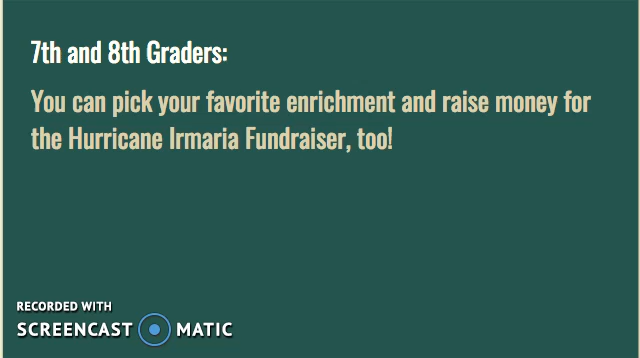 7th and 8th Graders:
You can pick your favorite enrichment and raise money for
the Hurricane Irmaria Fundraiser, too!
RECORDED WITH
SCREENCAST MATIC